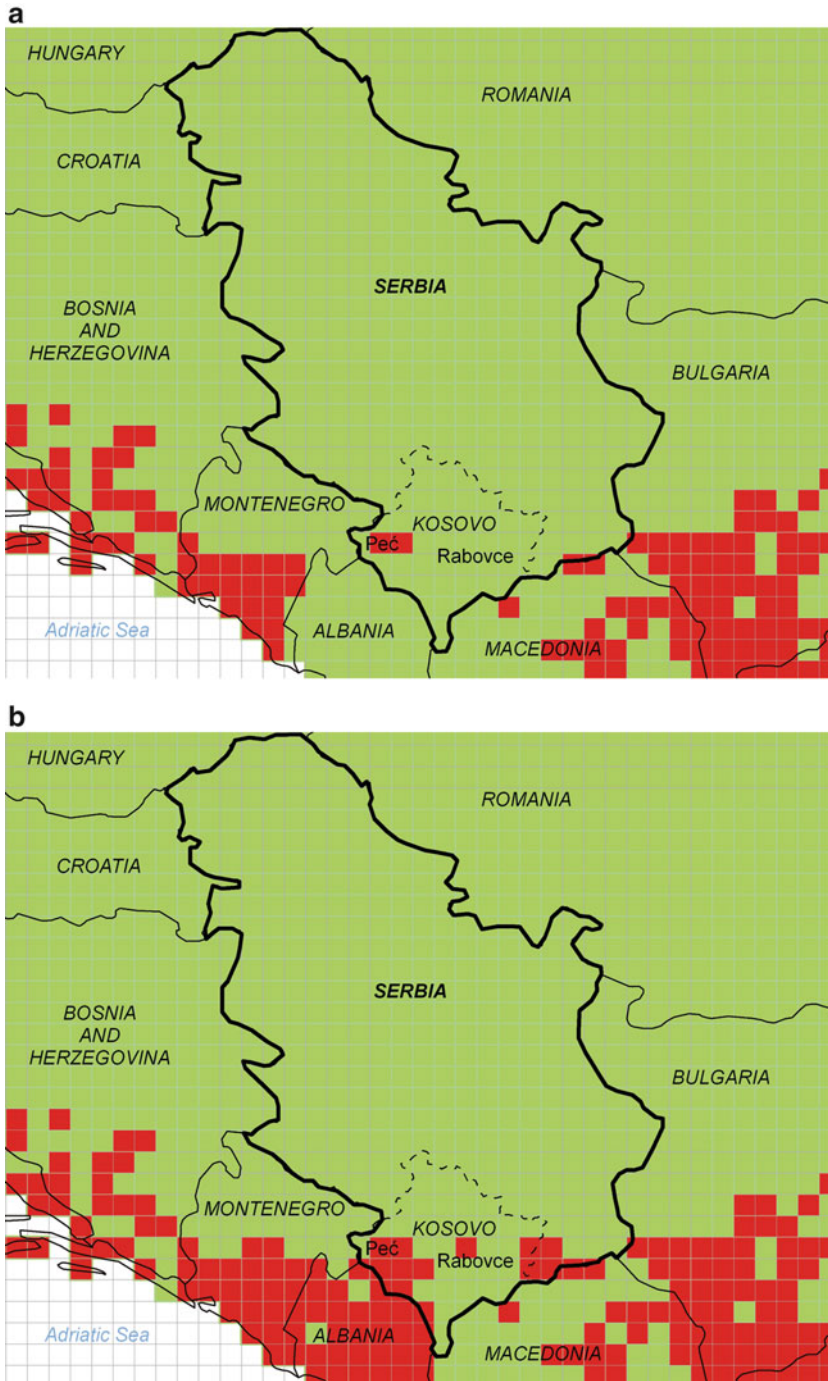 a
HUNGARY
ROMANIA
CROATIA
SERBIA
BOSNIA
AND
HERZEGOVINA
BULGARIA
MONTENEGRO
KOSOVO
Peć
Rabovce
Adriatic Sea
ALBANIA
MACEDONIA
b
HUNGARY
ROMANIA
CROATIA
SERBIA
BOSNIA
AND
HERZEGOVINA
BULGARIA
MONTENEGRO
KOSOVO
Peć
Rabovce
Adriatic Sea
ALBANIA
MACEDONIA